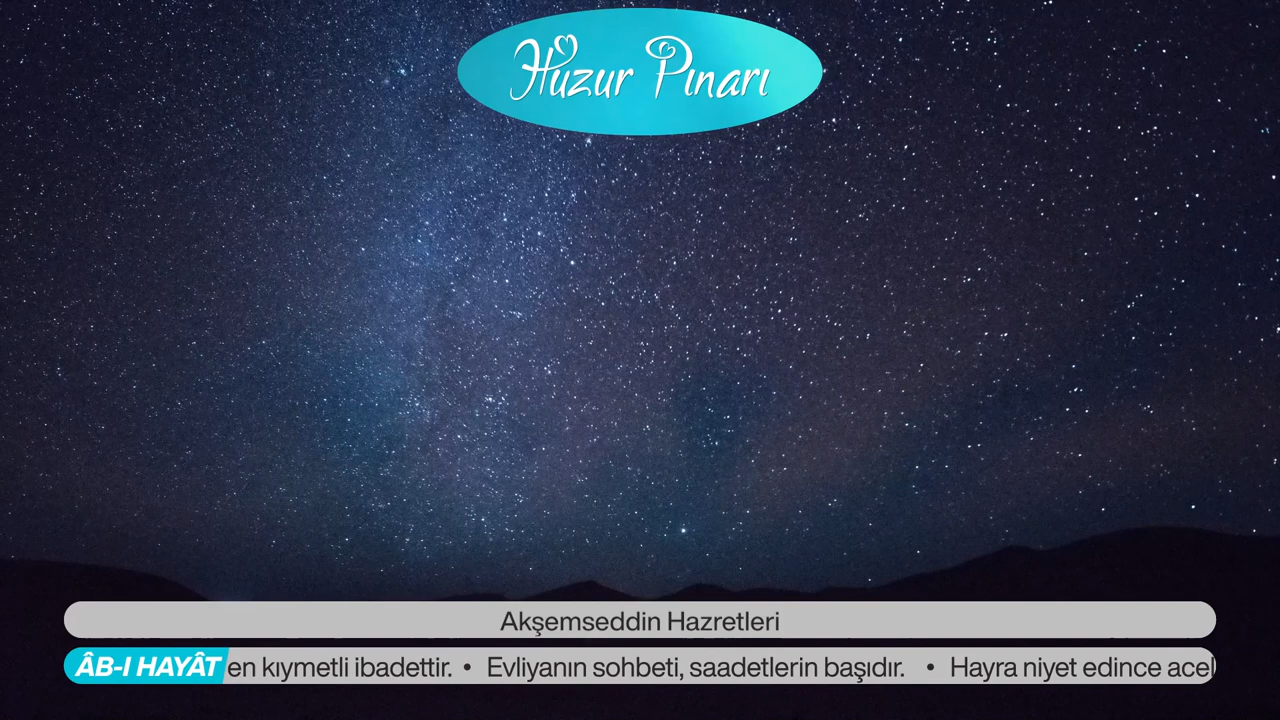 Huzur Pınarı
Akşemseddin Hazretleri
ÂB-I HAYÂT en kıymetli ibadettir. • Evliyanın sohbeti, saadetlerin başıdır. • Hayra niyet edince acel